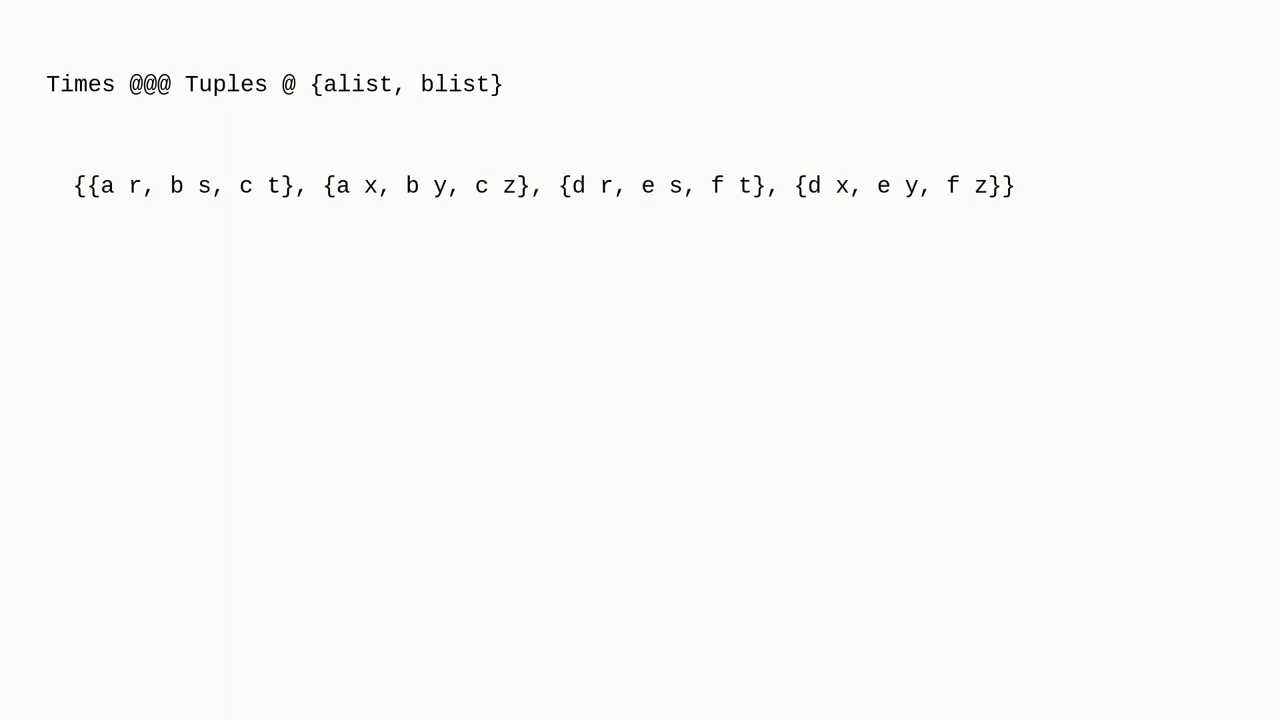 Times @@@ Tuples @ {alist, blist}
{{a r, b s, c t}, {a x, b y, c z}, {d r, e s, f t}, {d x, e y, f z}}